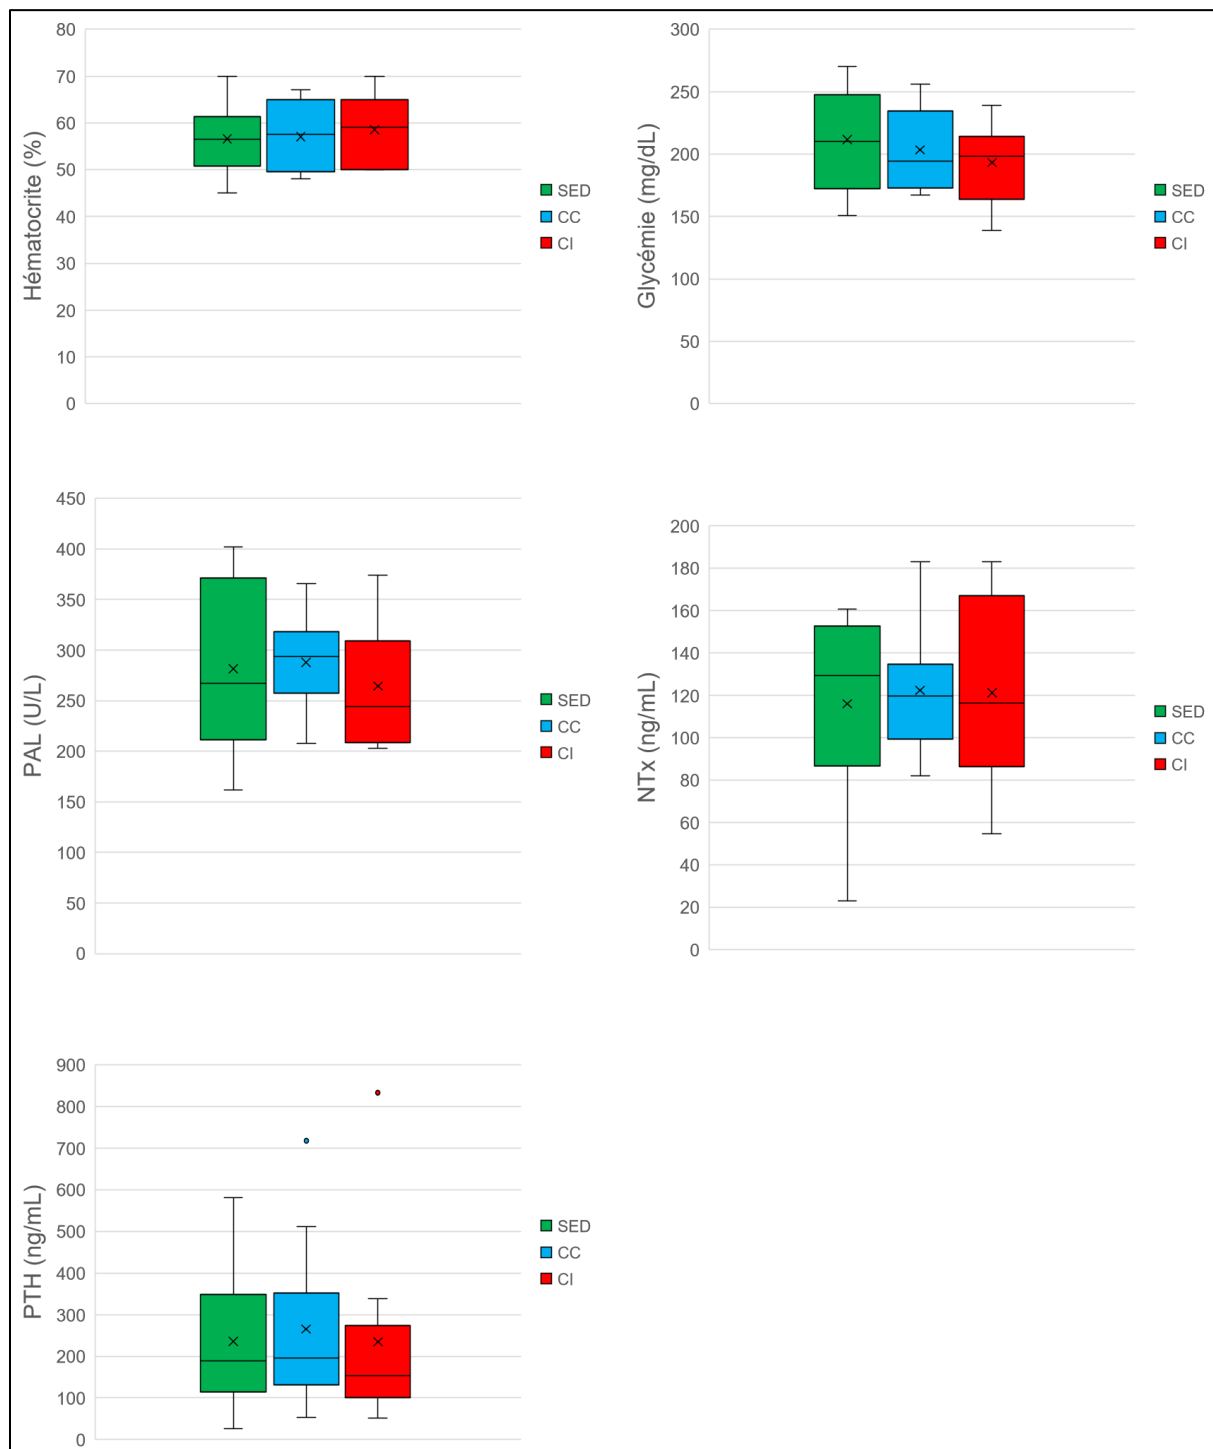 Hématocrite (%)
80
70
60
50
40
30
20
10
0
SED
CC
CI
Glycémie (mg/dL)
300
250
200
150
100
50
0
SED
CC
CI
PAL (U/L)
450
400
350
300
250
200
150
100
50
0
SED
CC
CI
NTx (ng/mL)
200
180
160
140
120
100
80
60
40
20
0
SED
CC
CI
PTH (ng/mL)
900
800
700
600
500
400
300
200
100
0
SED
CC
CI